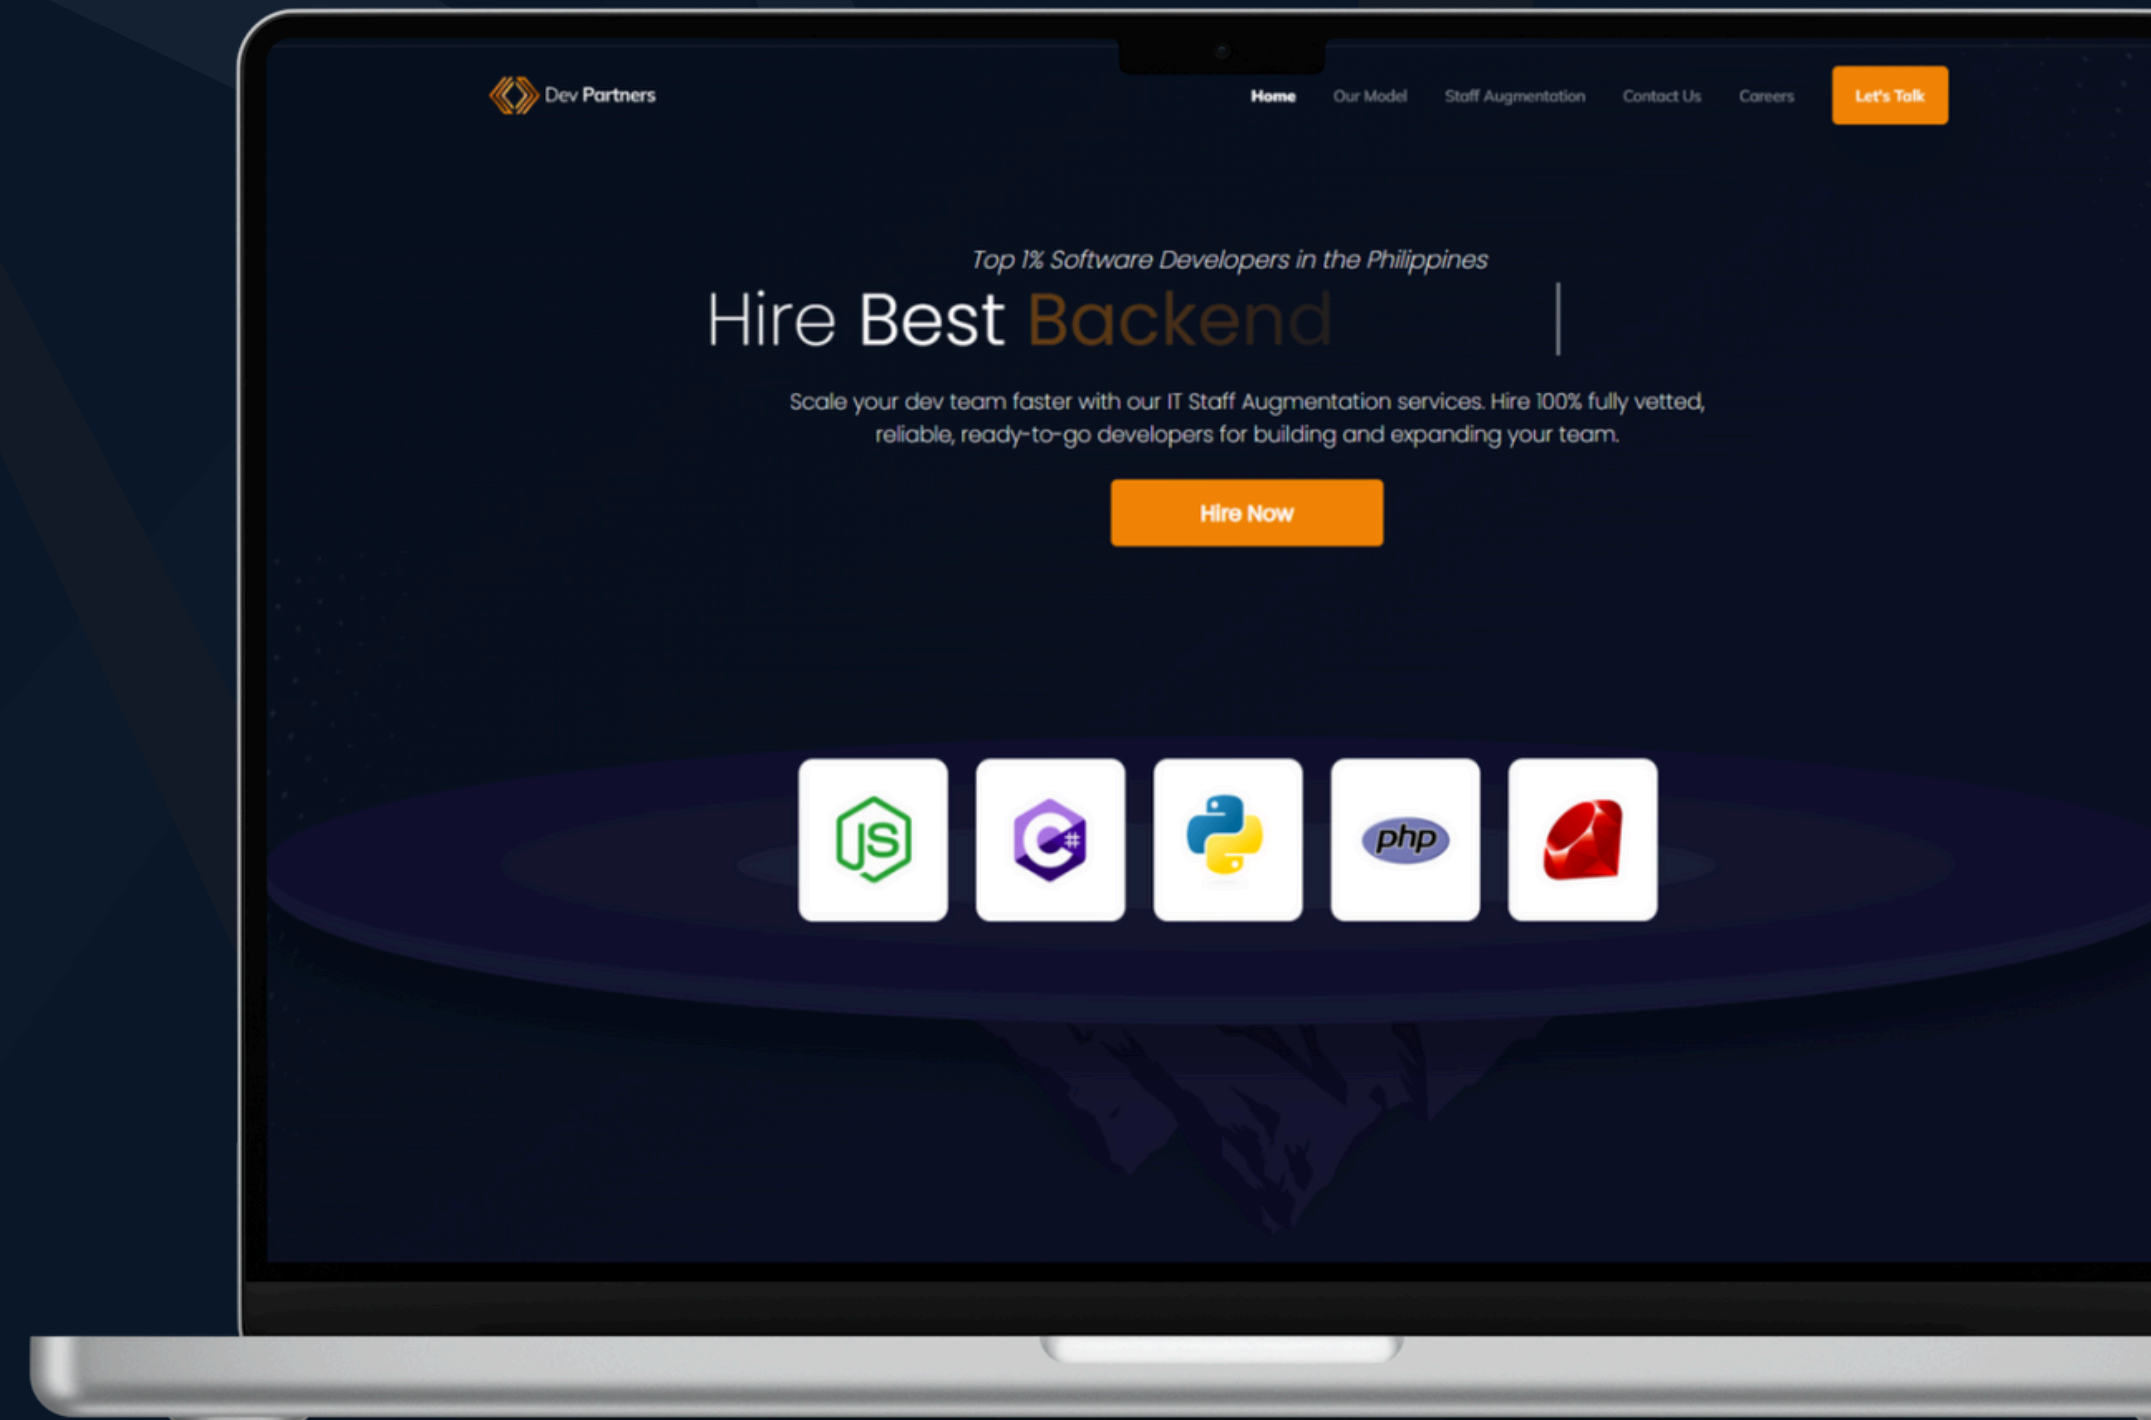 Dev Partners
Home Our Model Staff Augmentation Contact Us Careers Let's Talk
Top 1% Software Developers in the Philippines
Hire Best Backend
Scale your dev team faster with our IT Staff Augmentation services. Hire 100% fully vetted,
reliable, ready-to-go developers for building and expanding your team.
Hire Now
JS C# php